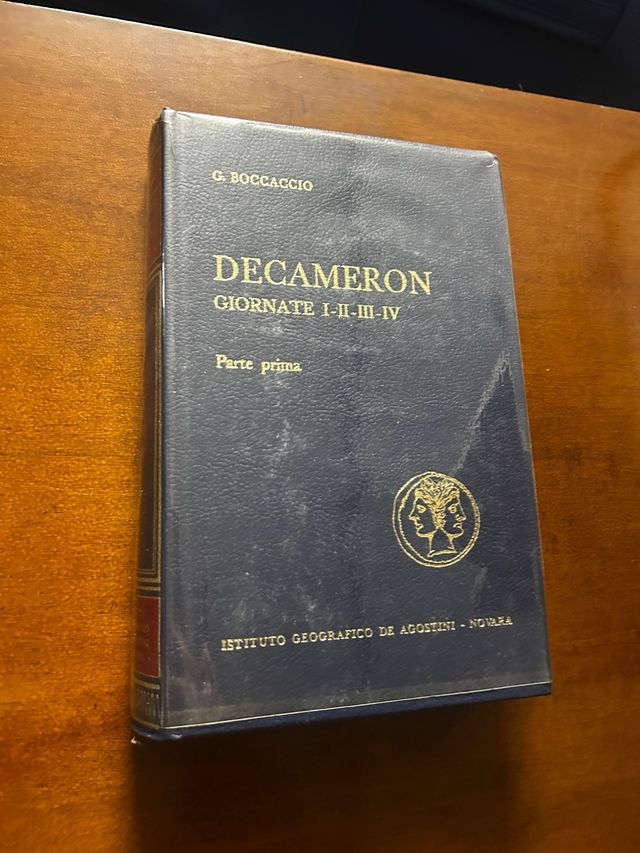 G. BOCCACCIO
DECAMERON
GIORNATE I-II-III-IV
Parte prima
ISTITUTO GEOGRAFICO DE AGOSTINI - NOVARA